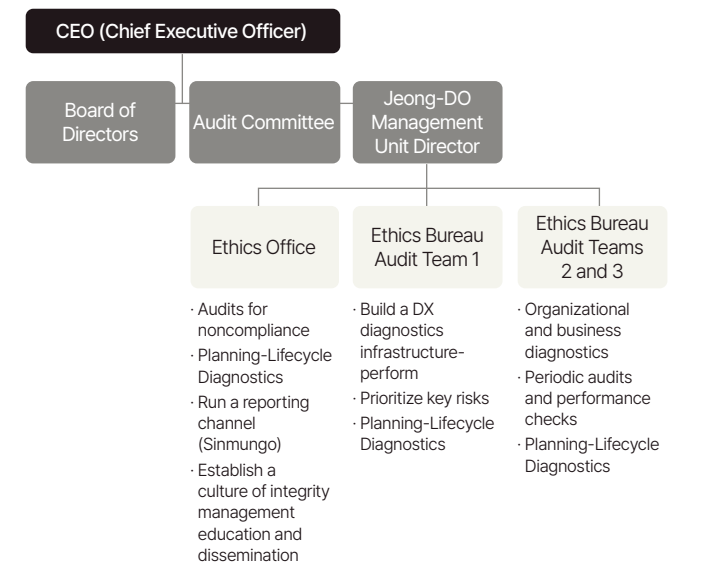 CEO (Chief Executive Officer)
Board of
Directors
Audit Committee
Jeong-DO
Management
Unit Director
Ethics Office
Ethics Bureau
Audit Team 1
Ethics Bureau
Audit Teams
2 and 3
· Audits for
noncompliance
· Planning-Lifecycle
Diagnostics
· Run a reporting
channel
(Sinmungo)
· Establish a
culture of integrity
management
education and
dissemination
· Build a DX
diagnostics
infrastructure-
perform
· Prioritize key risks
· Planning-Lifecycle
Diagnostics
· Organizational
and business
diagnostics
· Periodic audits
and performance
checks
· Planning-Lifecycle
Diagnostics